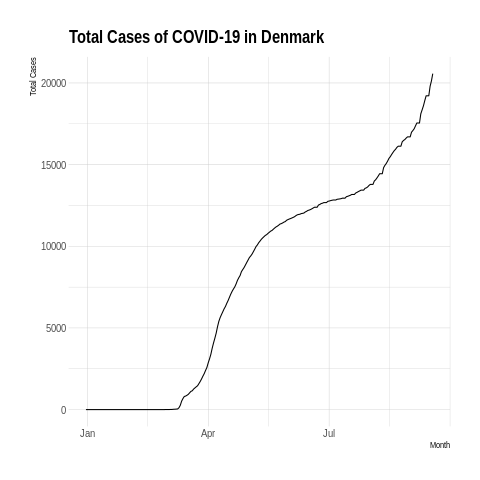 Total Cases of COVID-19 in Denmark
Total Cases
20000
15000
10000
5000
0
Jan Apr Jul
Month